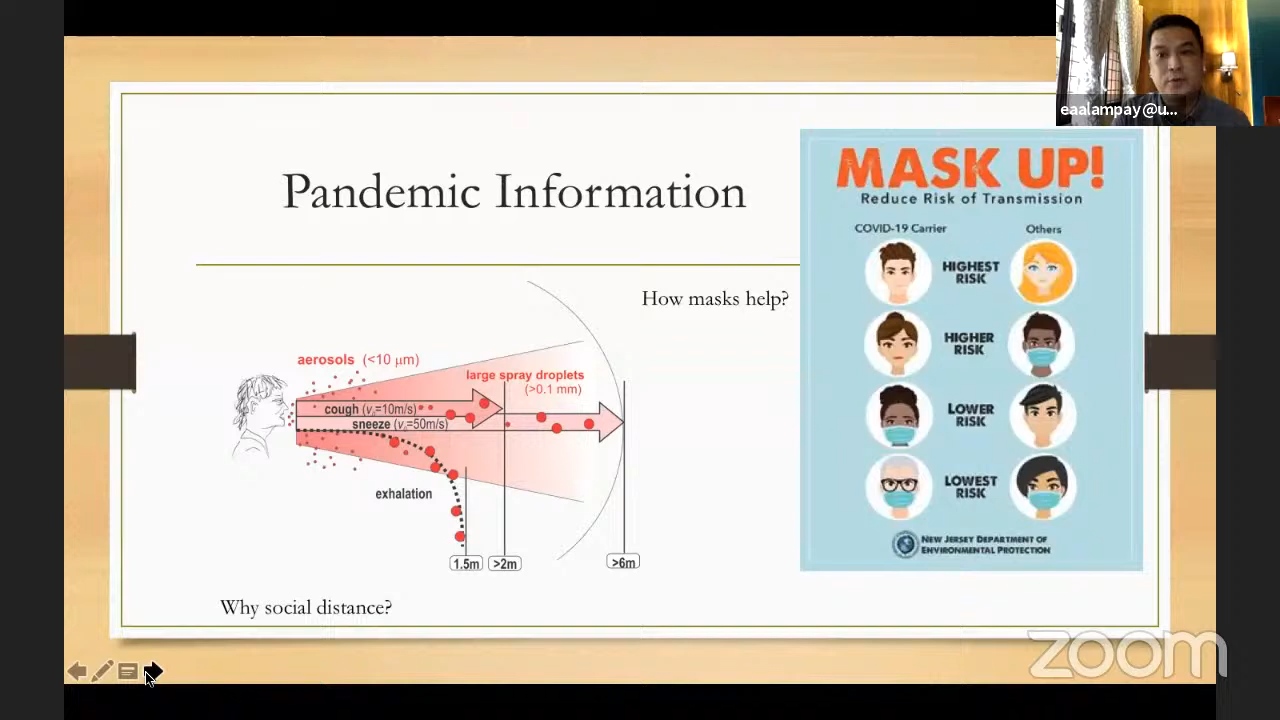 eaalampay@u...
Pandemic Information
How masks help?
aerosols (<10 μm)
large spray droplets
(>0.1 mm)
cough (v₀=10m/s)
sneeze (v₀=50m/s)
exhalation
1.5m
>2m
>6m
Why social distance?
MASK UP!
Reduce Risk of Transmission
COVID-19 Carrier
Others
HIGHEST
RISK
HIGHER
RISK
LOWER
RISK
LOWEST
RISK
NEW JERSEY DEPARTMENT OF
ENVIRONMENTAL PROTECTION
zoom